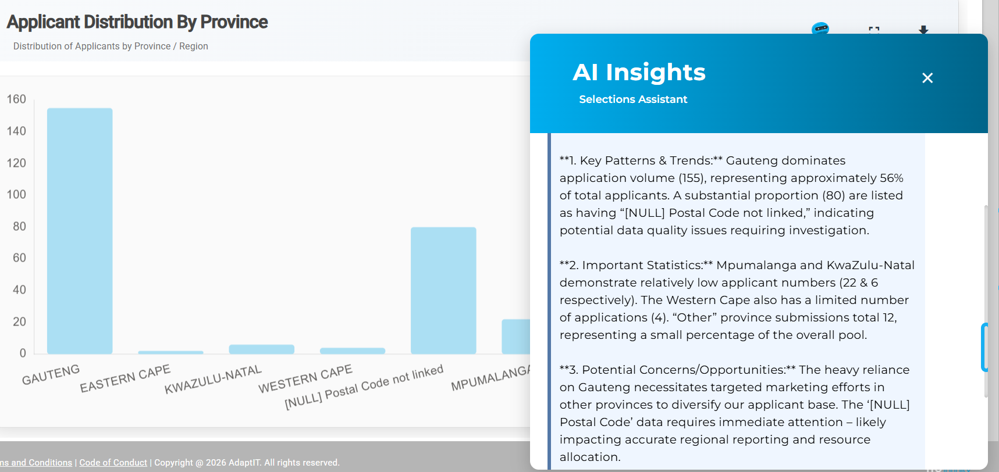 Applicant Distribution By Province
Distribution of Applicants by Province / Region
160
140
120
100
80
60
40
20
0
GAUTENG
EASTERN CAPE
KWAZULU-NATAL
WESTERN CAPE
[NULL] Postal Code not linked
MPUMALANGA
AI Insights
Selections Assistant
**1. Key Patterns & Trends:** Gauteng dominates
application volume (155), representing approximately 56%
of total applicants. A substantial proportion (80) are listed
as having “[NULL] Postal Code not linked,” indicating
potential data quality issues requiring investigation.
**2. Important Statistics:** Mpumalanga and KwaZulu-Natal
demonstrate relatively low applicant numbers (22 & 6
respectively). The Western Cape also has a limited number
of applications (4). “Other” province submissions total 12,
representing a small percentage of the overall pool.
**3. Potential Concerns/Opportunities:** The heavy reliance
on Gauteng necessitates targeted marketing efforts in
other provinces to diversify our applicant base. The ‘[NULL]
Postal Code’ data requires immediate attention – likely
impacting accurate regional reporting and resource
allocation.
ms and Conditions | Code of Conduct | Copyright @ 2026 AdaptIT. All rights reserved.